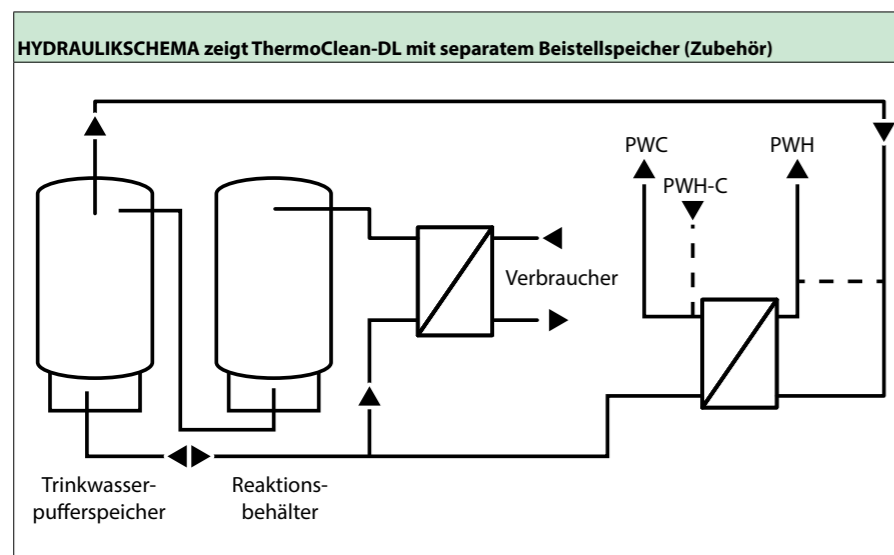 HYDRAULIKSCHEMA zeigt ThermoClean-DL mit separatem Beistellspeicher (Zubehör)
PWC
PWH
PWH-C
Verbraucher
Trinkwasser-
pufferspeicher
Reaktions-
behälter